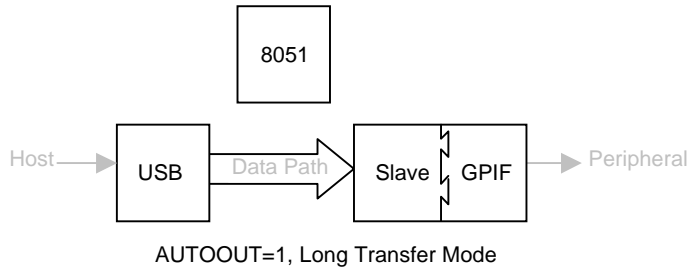 8051
Host
USB
Data Path
Slave
GPIF
Peripheral
AUTOOUT=1, Long Transfer Mode